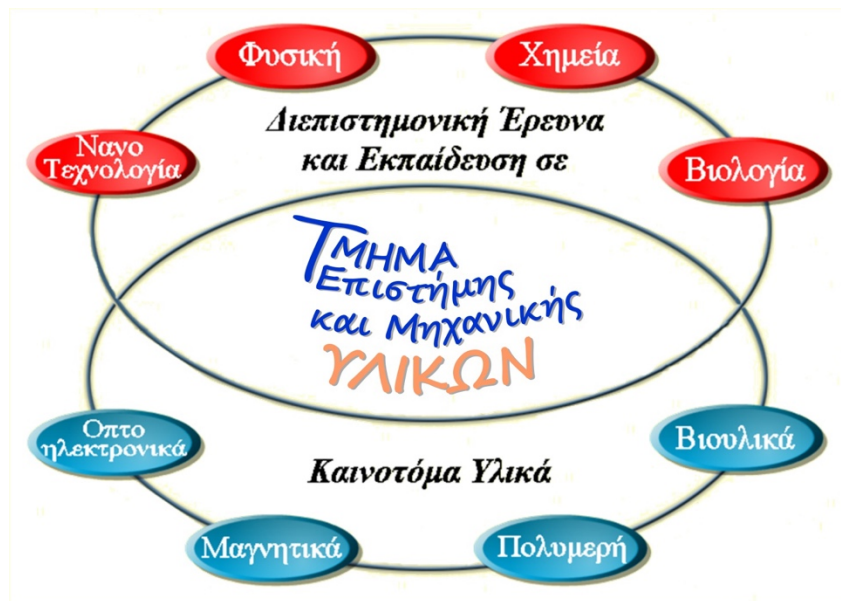 Φυσική
Χημεία
Διεπιστημονική Έρευνα
και Εκπαίδευση σε
Νανο
Τεχνολογία
Βιολογία
ΤΜΗΜΑ
Επιστήμης
και Μηχανικής
ΥΛΙΚΩΝ
Οπτο
ηλεκτρονικά
Βιουλικά
Καινοτόμα Υλικά
Μαγνητικά
Πολυμερή